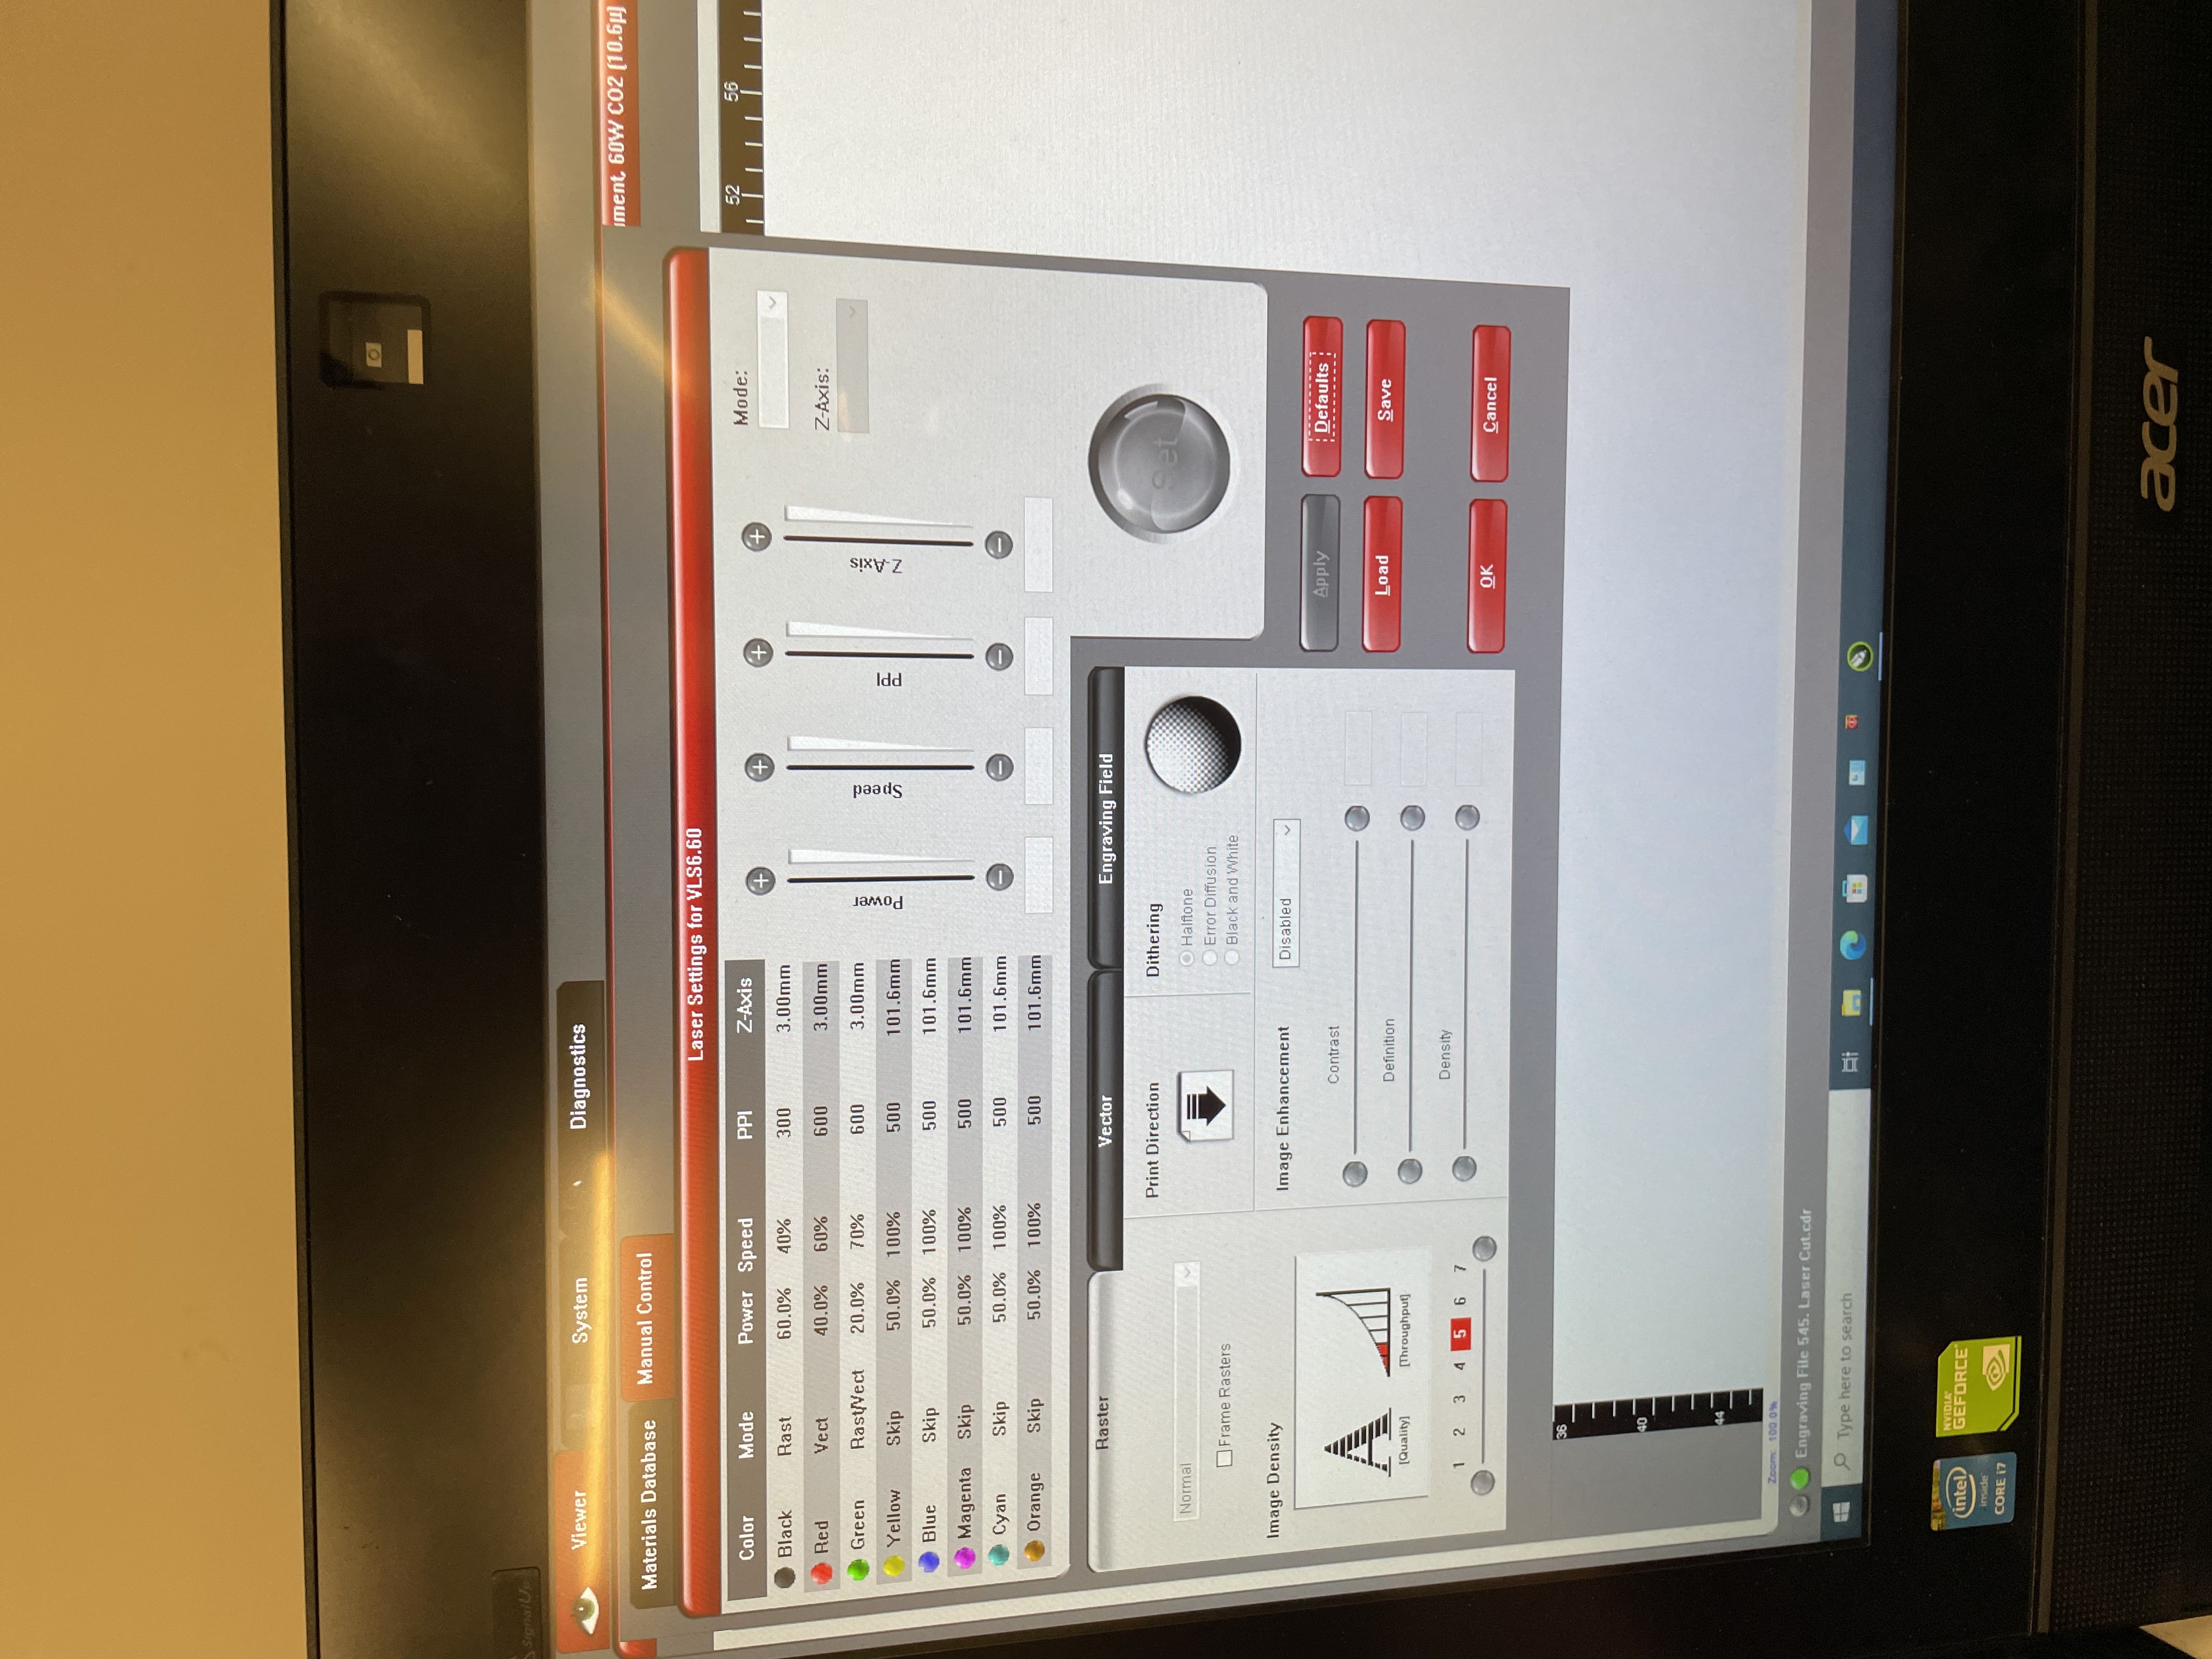 SignalUp
Viewer System Diagnostics
ment, 60W CO2 (10.6µ)
Materials Database Manual Control
Laser Settings for VLS6.60
Color Mode Power Speed PPI Z-Axis
Black Rast 60.0% 40% 300 3.00mm
Red Vect 40.0% 60% 600 3.00mm
Green Rast/Vect 20.0% 70% 600 3.00mm
Yellow Skip 50.0% 100% 500 101.6mm
Blue Skip 50.0% 100% 500 101.6mm
Magenta Skip 50.0% 100% 500 101.6mm
Cyan Skip 50.0% 100% 500 101.6mm
Orange Skip 50.0% 100% 500 101.6mm
Power
Speed
PPI
Z-Axis
Mode:
Z-Axis:
52 56
Raster Vector Engraving Field
Normal
Frame Rasters
Print Direction
Dithering
Halftone
Error Diffusion
Black and White
Set
Image Density
A
[Quality] [Throughput]
1 2 3 4 5 6 7
Image Enhancement Disabled
Contrast
Definition
Density
Apply Defaults
Load Save
OK Cancel
36
40
44
Zoom: 100.0%
Engraving File 545. Laser Cut.cdr
Type here to search
intel
inside
CORE i7
NVIDIA
GEFORCE
acer